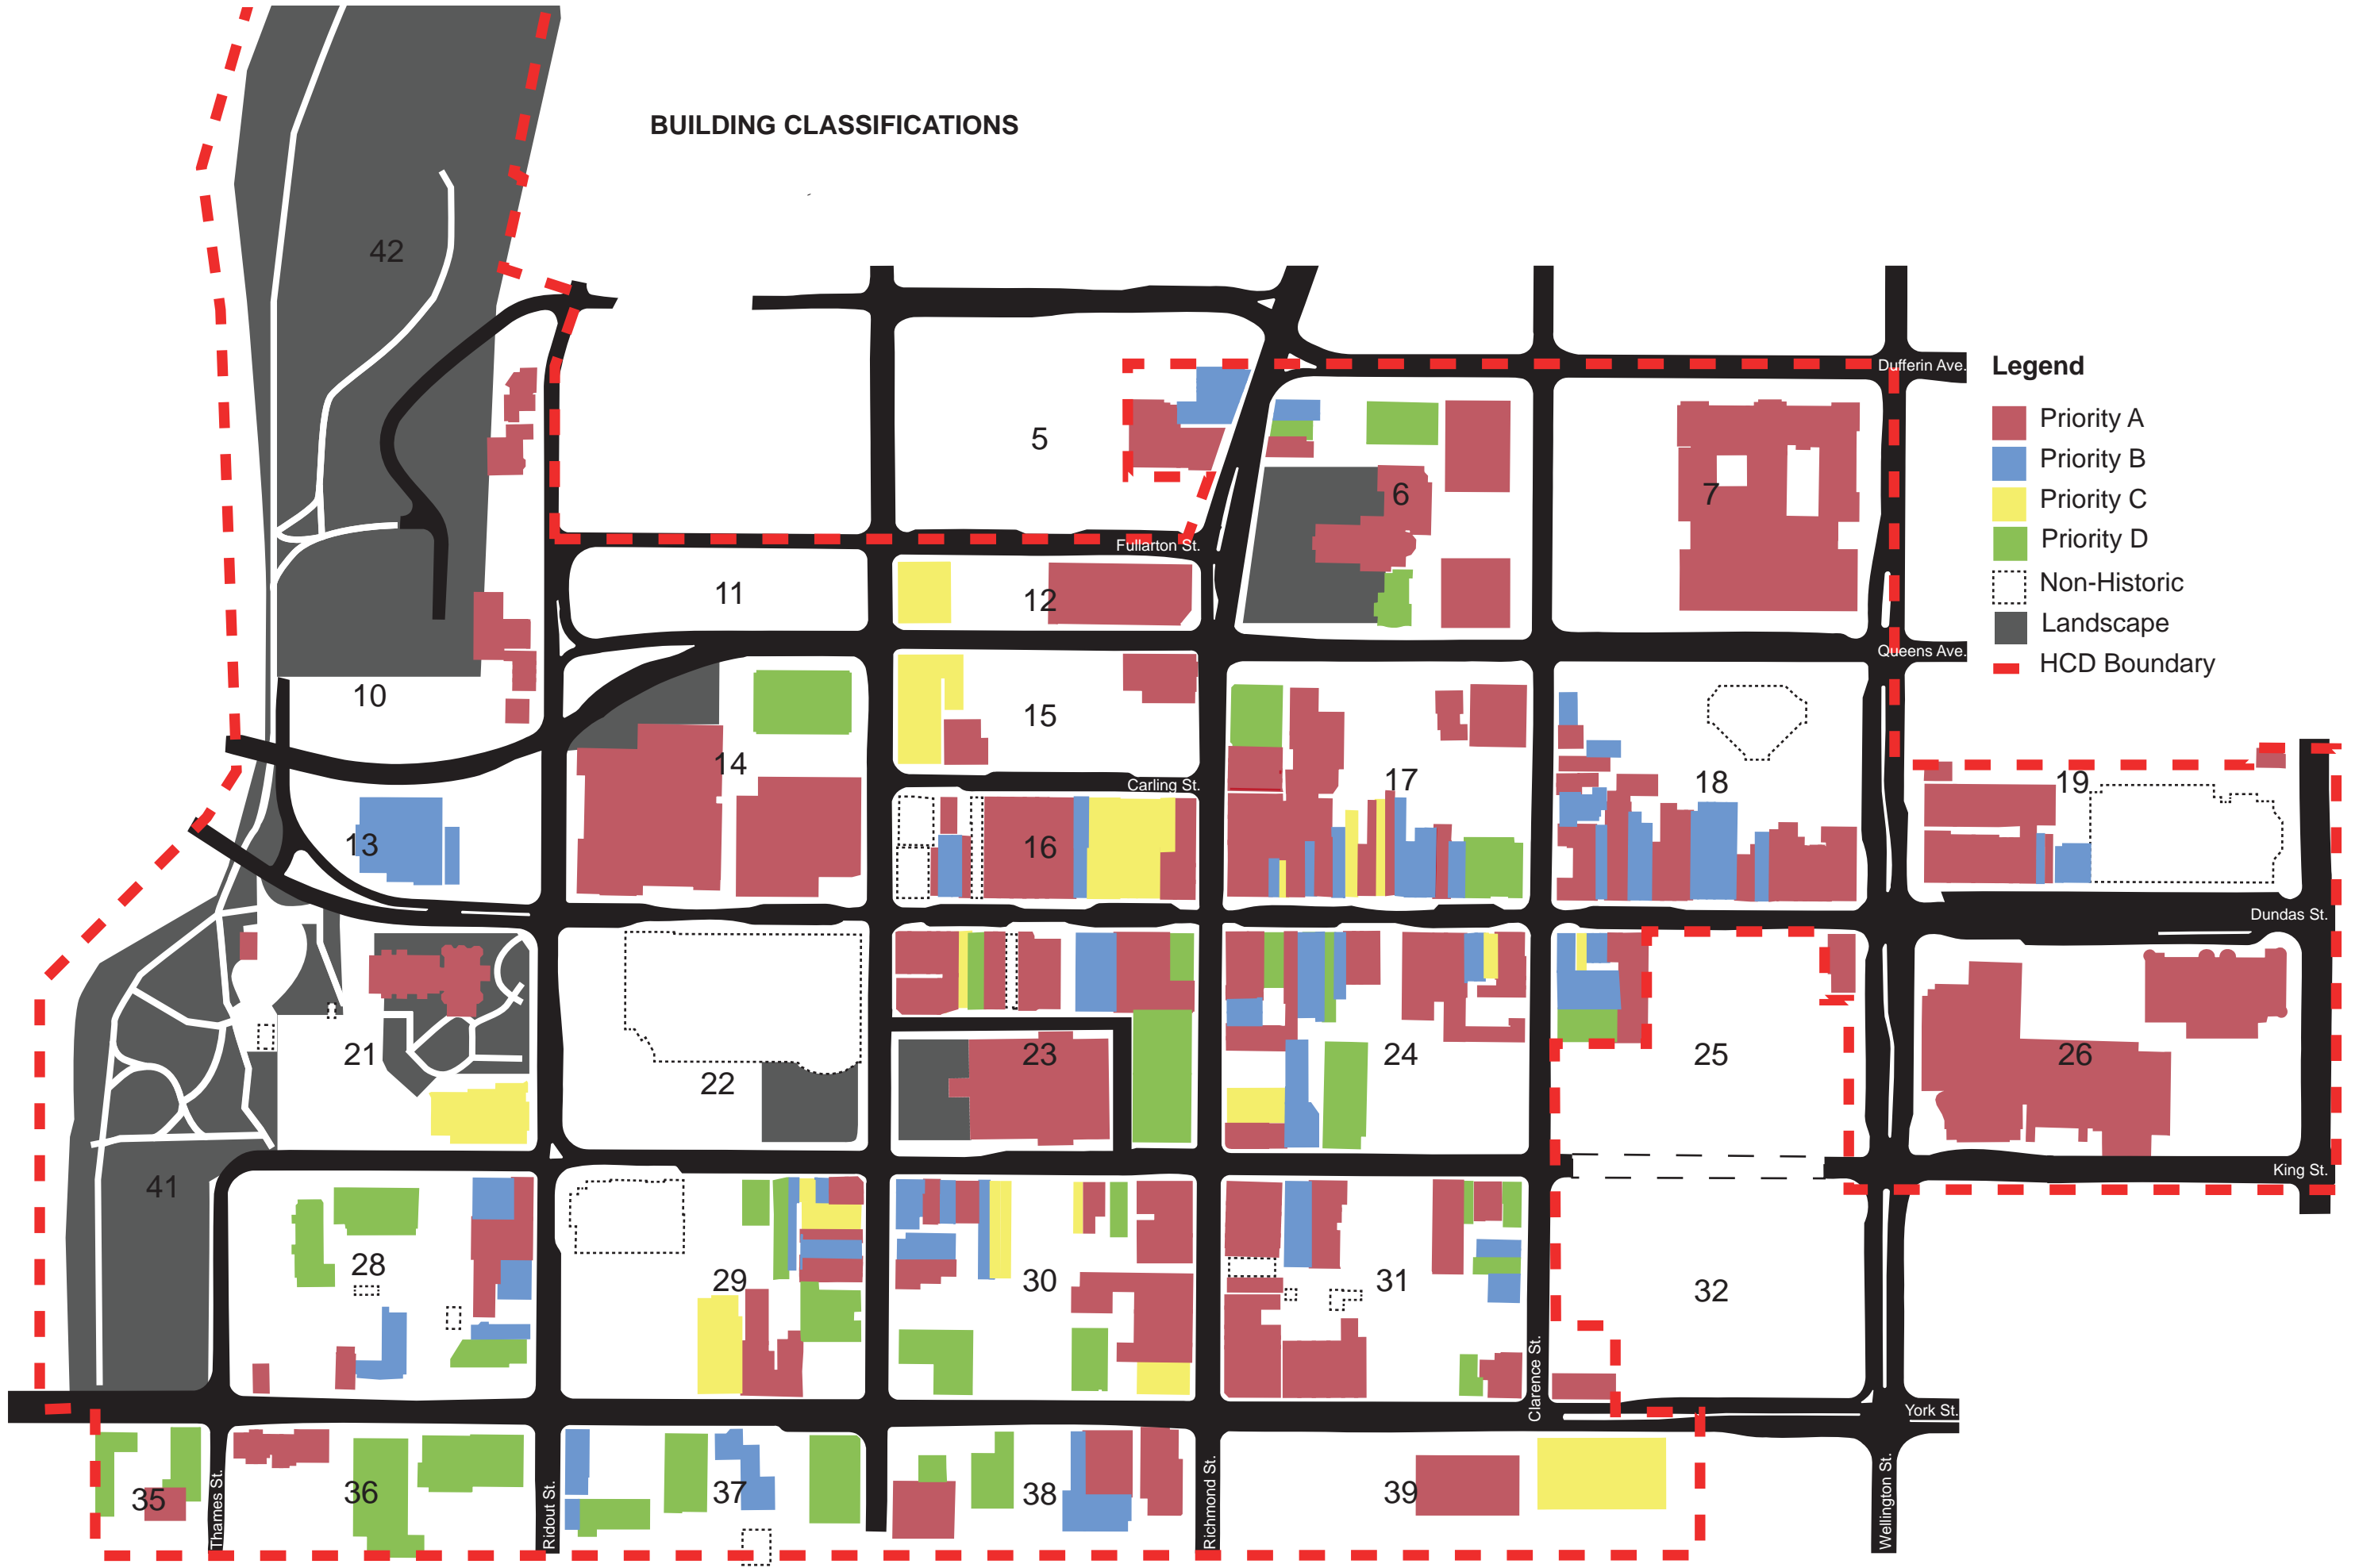 BUILDING CLASSIFICATIONS
42
5
6
7
Dufferin Ave.
Legend
Priority A
Priority B
Priority C
Priority D
Non-Historic
Landscape
HCD Boundary
Fullarton St.
11
12
Queens Ave.
10
15
14
Carling St.
17
18
19
13
16
Dundas St.
21
22
23
24
25
26
King St.
41
28
29
30
31
32
Clarence St.
York St.
35
Thames St.
36
Ridout St.
37
38
Richmond St.
39
Wellington St.